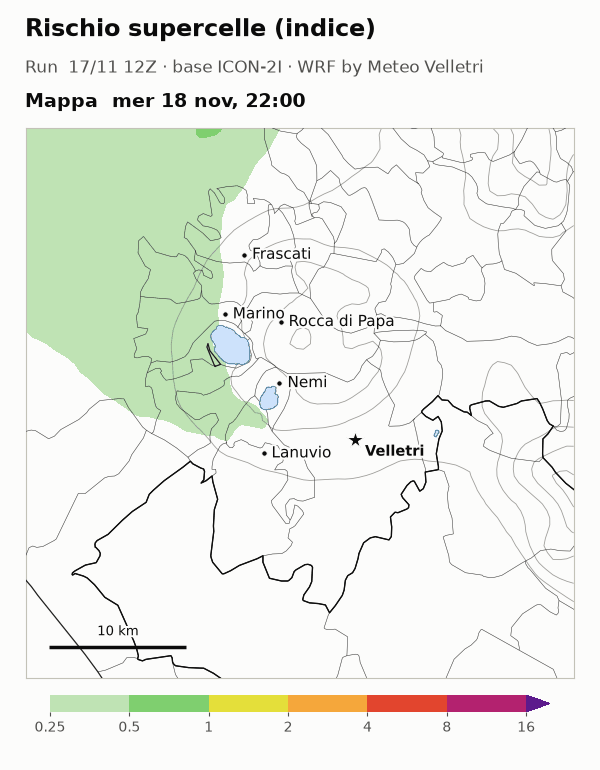 Rischio supercelle (indice)
Run  17/11 12Z · base ICON-2I · WRF by Meteo Velletri
Mappa  mer 18 nov, 22:00
Frascati
Marino
Rocca di Papa
Nemi
Velletri
Lanuvio
10 km
0.25 0.5 1 2 4 8 16